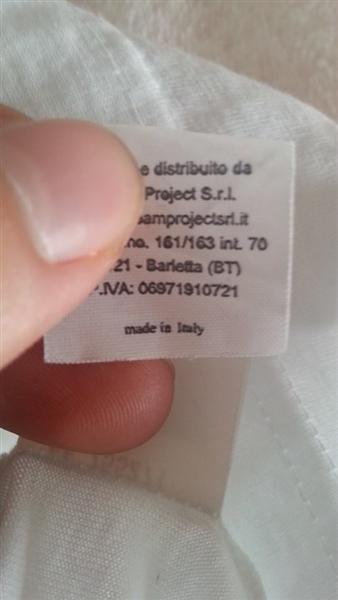 e distribuito da
Project S.r.l.
amprojectsrl.it
no. 161/163 int. 70
21 - Barletta (BT)
P.IVA: 06971910721
made in Italy